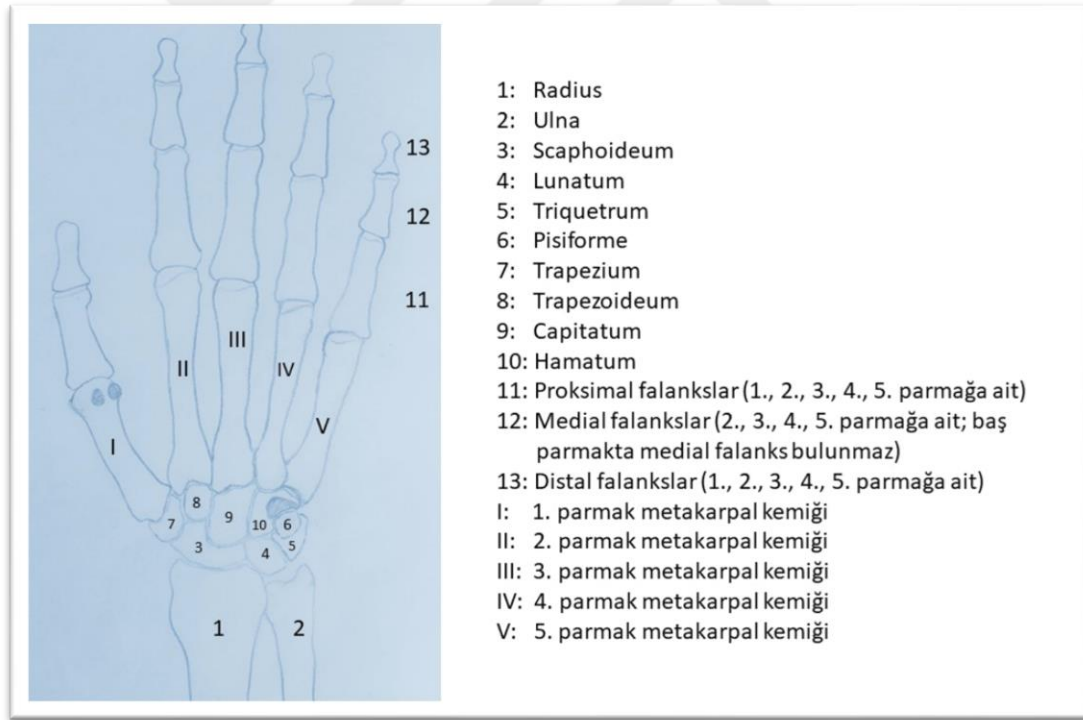 13
12
11
I
II
III
IV
V
7
8
9
10
6
3
4
5
1
2
1: Radius
2: Ulna
3: Scaphoideum
4: Lunatum
5: Triquetrum
6: Pisiforme
7: Trapezium
8: Trapezoideum
9: Capitatum
10: Hamatum
11: Proksimal falankslar (1., 2., 3., 4., 5. parmağa ait)
12: Medial falankslar (2., 3., 4., 5. parmağa ait; baş
parmakta medial falanks bulunmaz)
13: Distal falankslar (1., 2., 3., 4., 5. parmağa ait)
I: 1. parmak metakarpal kemiği
II: 2. parmak metakarpal kemiği
III: 3. parmak metakarpal kemiği
IV: 4. parmak metakarpal kemiği
V: 5. parmak metakarpal kemiği